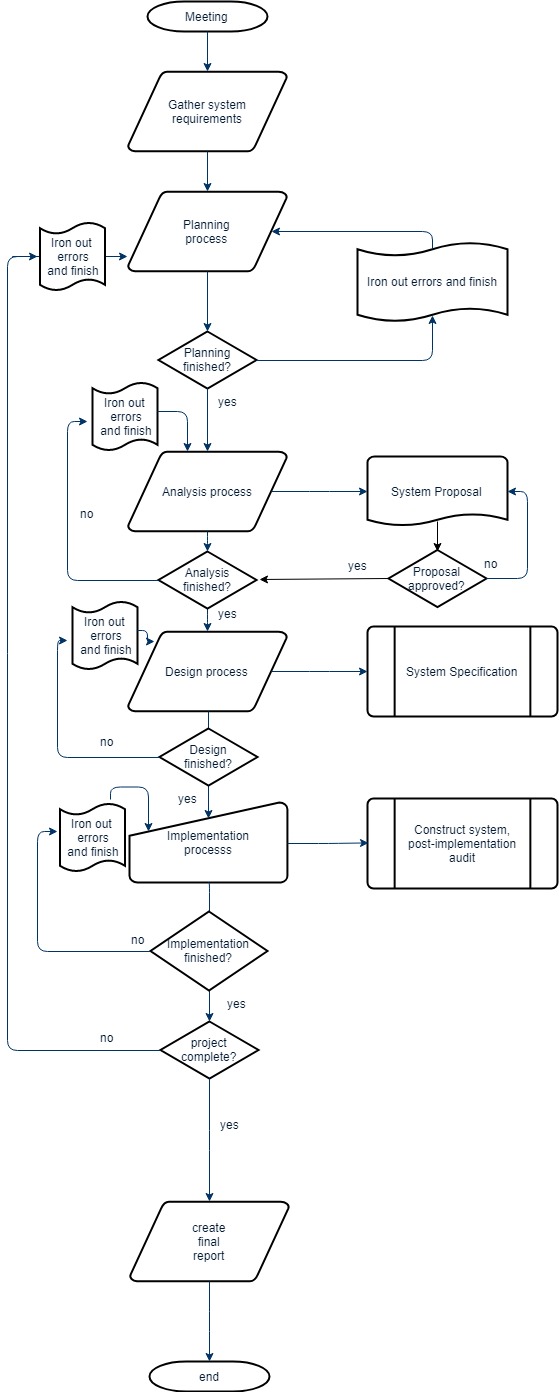 Meeting
Gather system
requirements
Planning
process
Iron out
errors
and finish
Iron out errors and finish
Planning
finished?
yes
Iron out
errors
and finish
Analysis process
System Proposal
no
Analysis
finished?
yes
Proposal
approved?
no
yes
Iron out
errors
and finish
Design process
System Specification
no
Design
finished?
yes
Iron out
errors
and finish
Implementation
processs
Construct system,
post-implementation
audit
no
Implementation
finished?
yes
no
project
complete?
yes
create
final
report
end